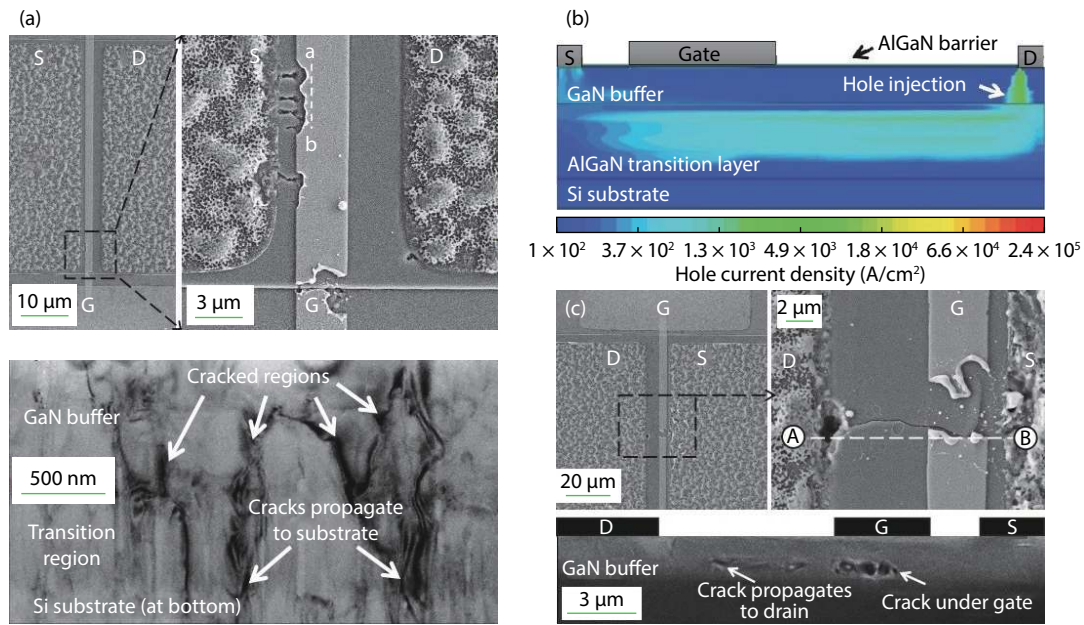 (a)
S
D
S
a
b
D
10 μm
G
3 μm
G
Cracked regions
GaN buffer
500 nm
Cracks propagate
to substrate
Transition
region
Si substrate (at bottom)
(b)
AlGaN barrier
S
Gate
D
GaN buffer
Hole injection
AlGaN transition layer
Si substrate
1 × 10² 3.7 × 10² 1.3 × 10³ 4.9 × 10³ 1.8 × 10⁴ 6.6 × 10⁴ 2.4 × 10⁵
Hole current density (A/cm²)
(c)
G
D
S
20 μm
2 μm
G
D
S
A
B
D
G
S
GaN buffer
Crack propagates
to drain
Crack under gate
3 μm